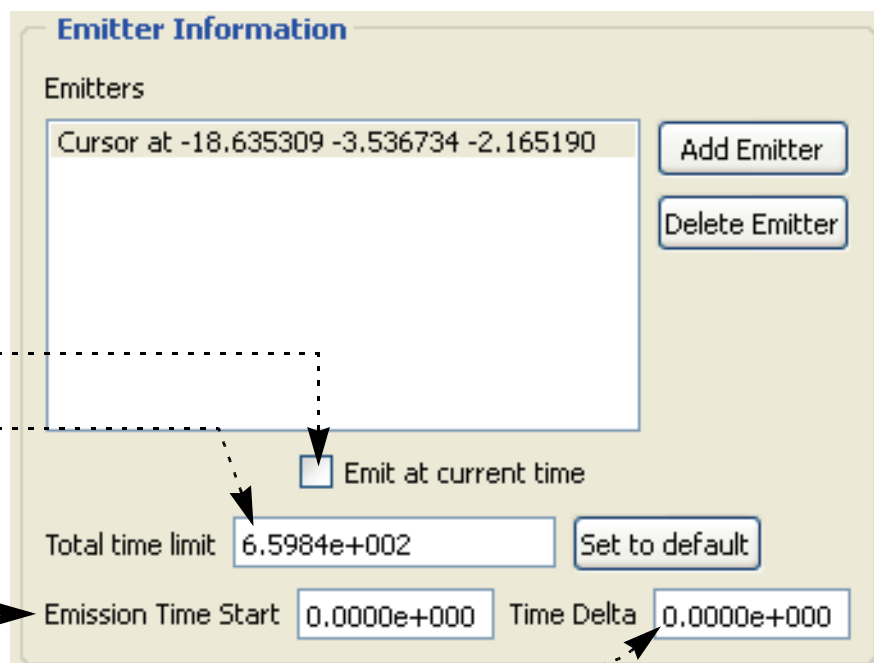 Emitter Information
Emitters
Cursor at -18.635309 -3.536734 -2.165190
Add Emitter
Delete Emitter
Emit at current time
Total time limit 6.5984e+002 Set to default
Emission Time Start 0.0000e+000 Time Delta 0.0000e+000